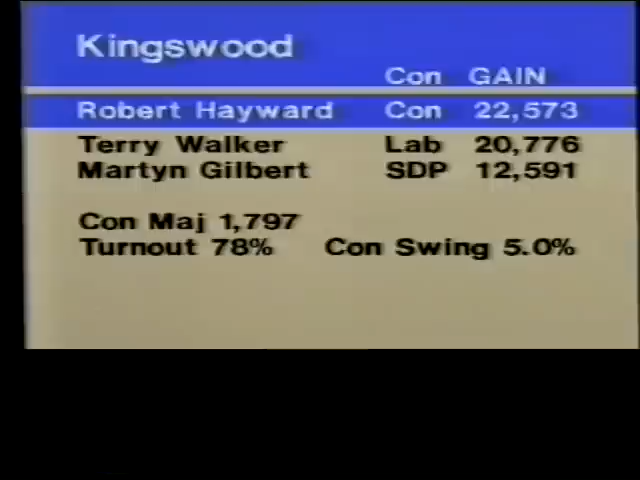 Kingswood
Con GAIN
Robert Hayward Con 22,573
Terry Walker Lab 20,776
Martyn Gilbert SDP 12,591
Con Maj 1,797
Turnout 78% Con Swing 5.0%